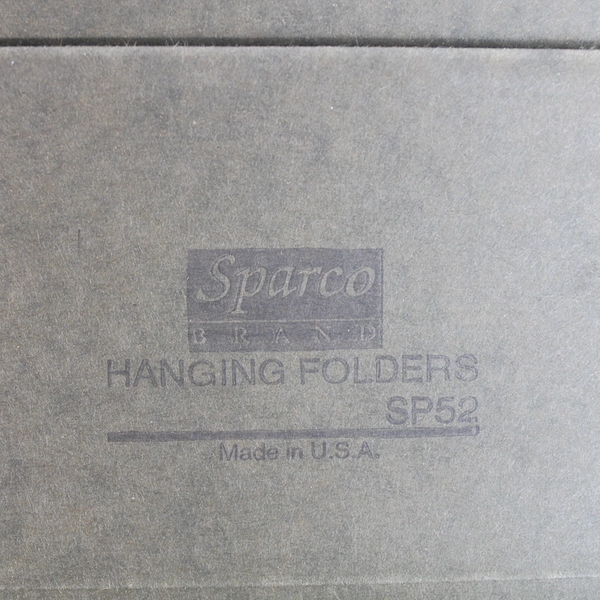 Sparco
BRAND
HANGING FOLDERS
SP52
Made in U.S.A.